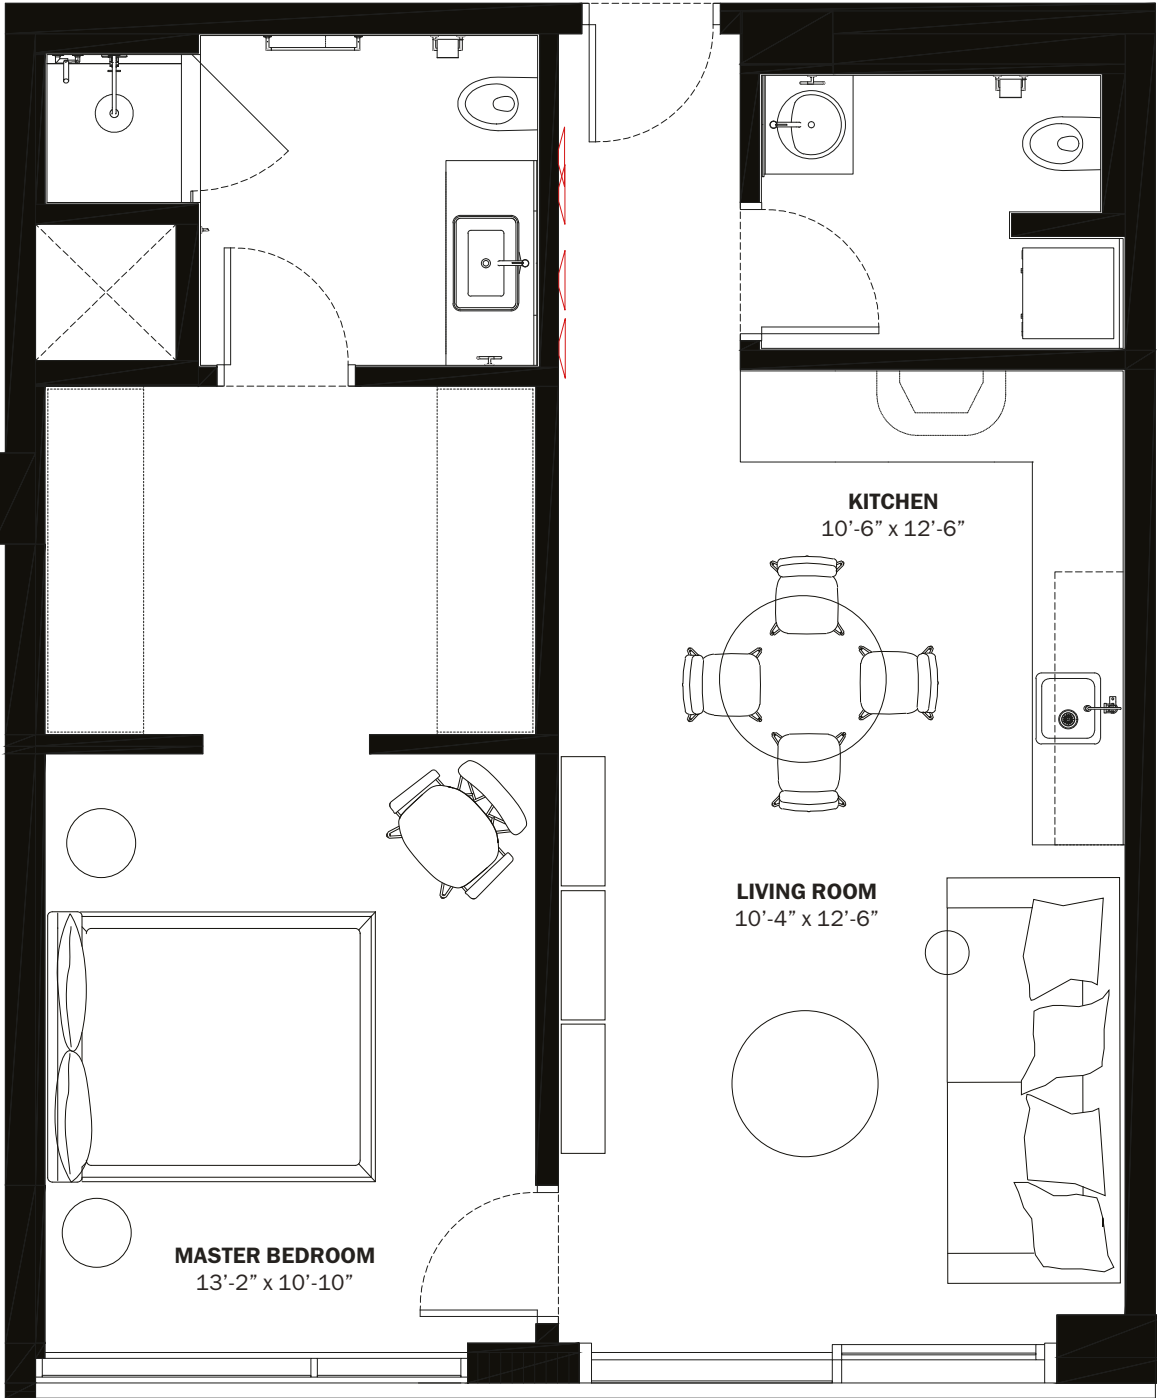 KITCHEN
10’-6” x 12’-6”
LIVING ROOM
10’-4” x 12’-6”
MASTER BEDROOM
13’-2” x 10’-10”